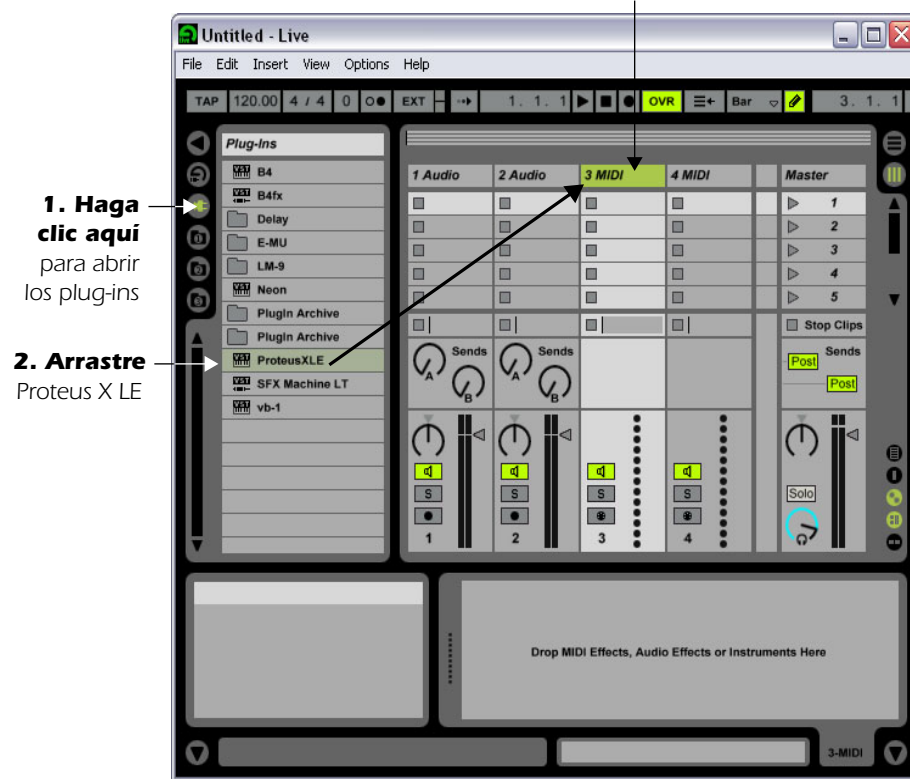 Untitled - Live
File Edit Insert View Options Help
TAP 120.00 4 / 4 0 EXT 1. 1. 1 OVR Bar 3. 1. 1
Plug-Ins
B4
B4fx
Delay
E-MU
LM-9
Neon
PlugIn Archive
PlugIn Archive
ProteusXLE
SFX Machine LT
vb-1
1. Haga
clic aquí
para abrir
los plug-ins
2. Arrastre
Proteus X LE
1 Audio 2 Audio 3 MIDI 4 MIDI Master
1
2
3
4
5
Stop Clips
Sends Sends Sends
A A Post
B B Post
S S S S Solo
1 2 3 4
Drop MIDI Effects, Audio Effects or Instruments Here
3-MIDI